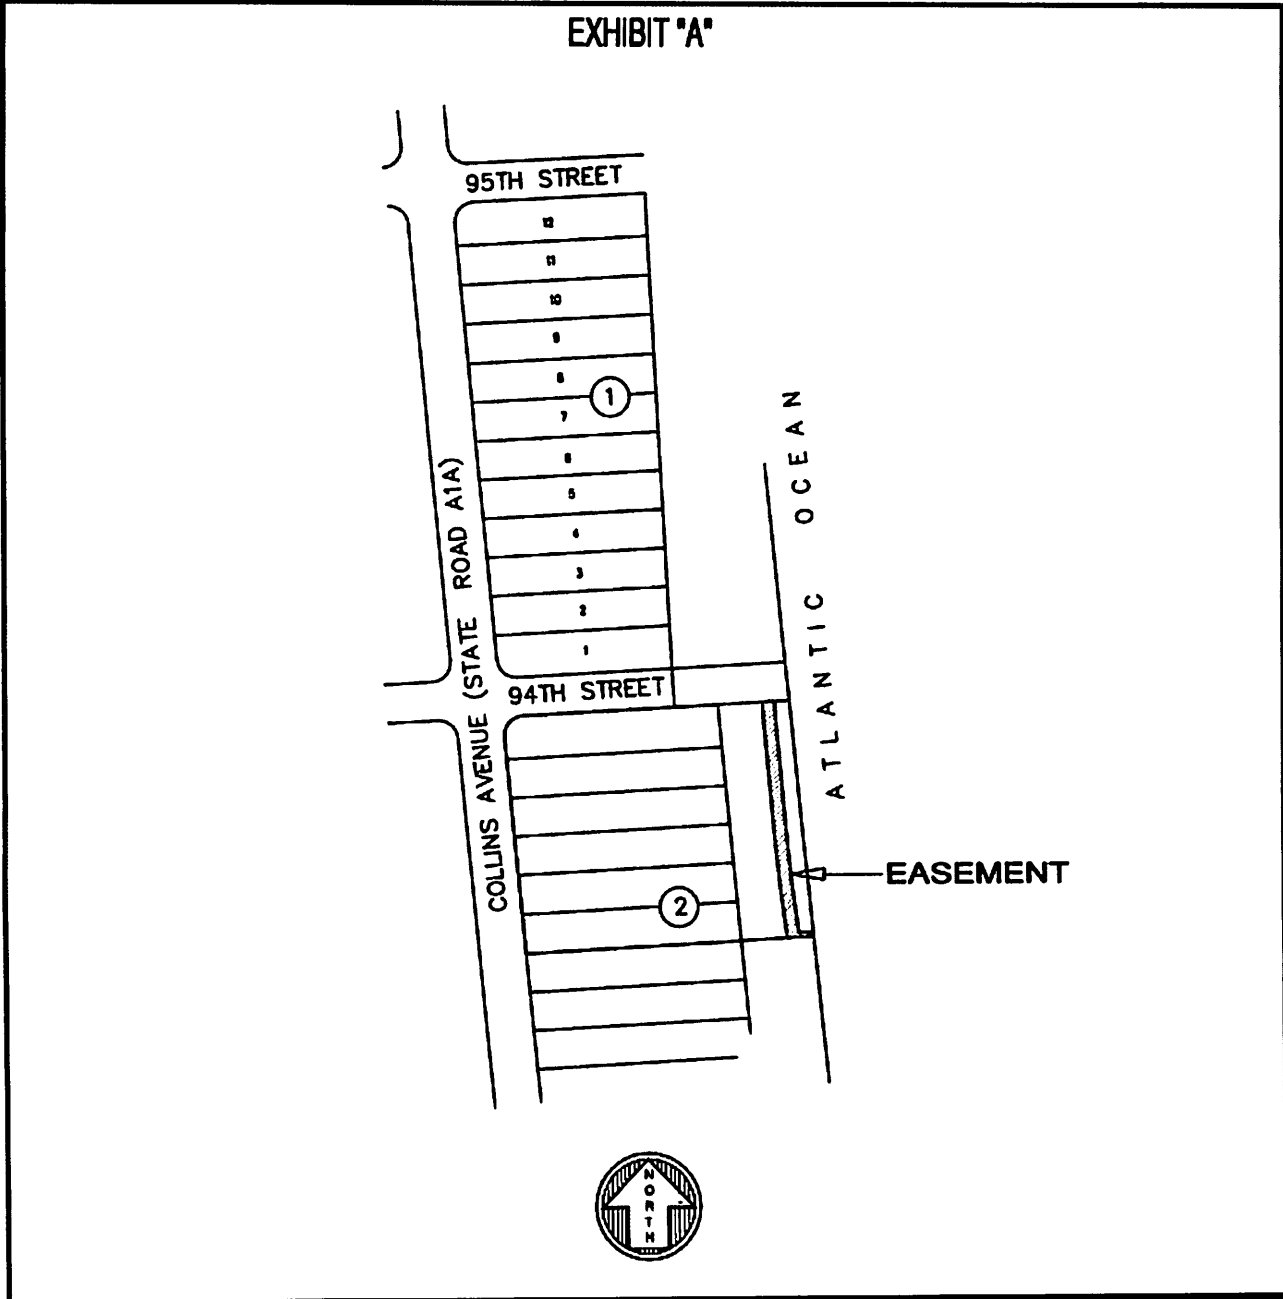 EXHIBIT "A"
95TH STREET
12
11
10
9
8
1
7
6
5
4
3
2
1
COLLINS AVENUE (STATE ROAD A1A)
ATLANTIC OCEAN
94TH STREET
EASEMENT
2
NORTH